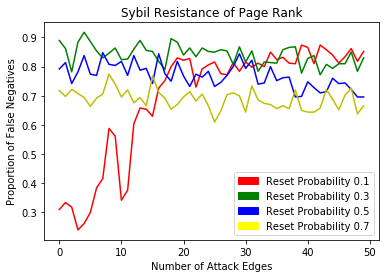 Sybil Resistance of Page Rank
Proportion of False Negatives
0.9
0.8
0.7
0.6
0.5
0.4
0.3
0
10
20
30
40
50
Number of Attack Edges
Reset Probability 0.1
Reset Probability 0.3
Reset Probability 0.5
Reset Probability 0.7